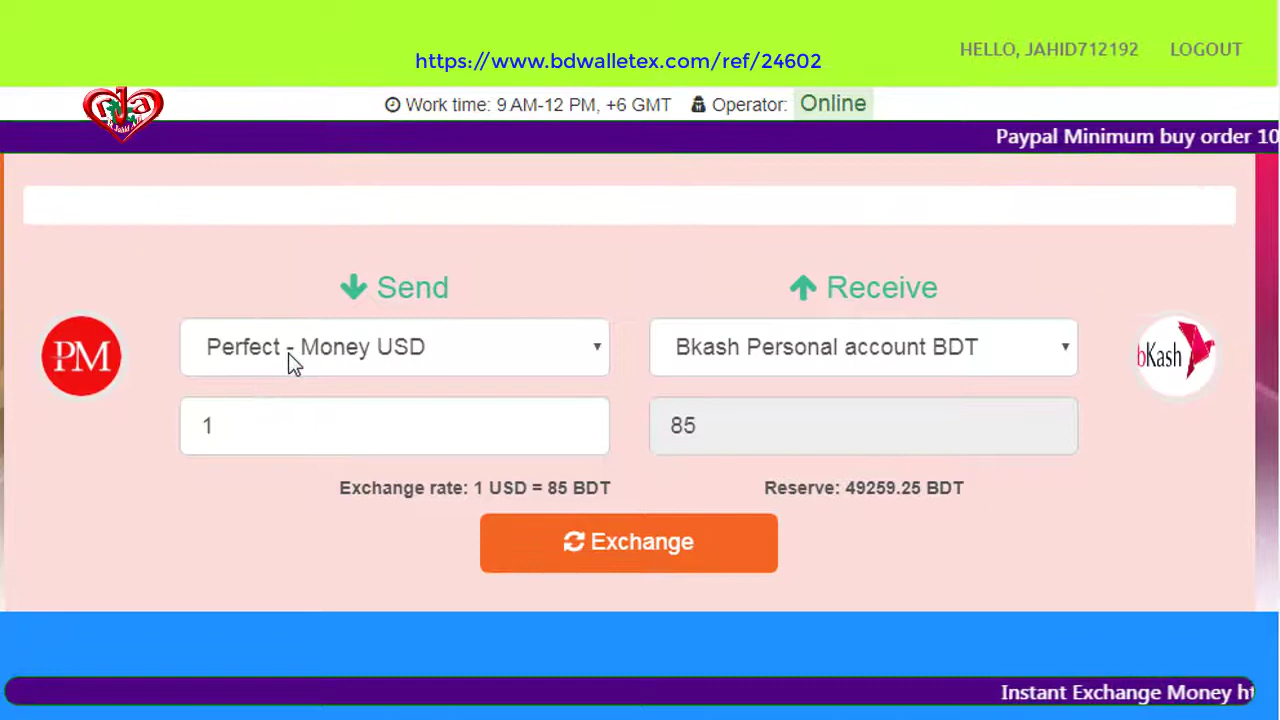 https://www.bdwalletex.com/ref/24602
HELLO, JAHID712192 LOGOUT
Work time: 9 AM-12 PM, +6 GMT Operator: Online
Paypal Minimum buy order 10
Send
Receive
PM
Perfect - Money USD
Bkash Personal account BDT
bKash
1
85
Exchange rate: 1 USD = 85 BDT
Reserve: 49259.25 BDT
Exchange
Instant Exchange Money ht